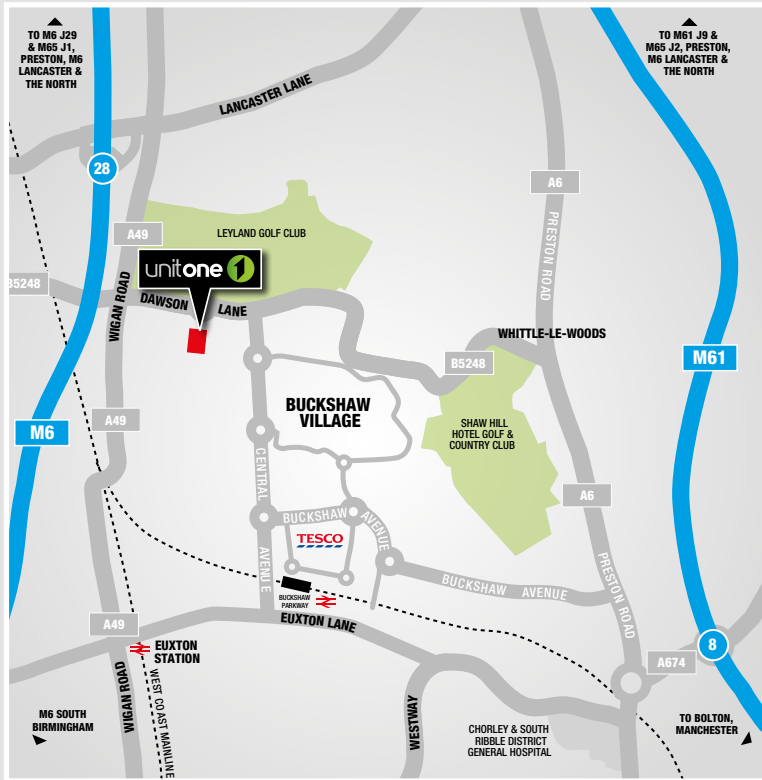 TO M6 J29
& M65 J1,
PRESTON, M6
LANCASTER &
THE NORTH
TO M61 J9 &
M65 J2, PRESTON,
M6 LANCASTER &
THE NORTH
LANCASTER LANE
28
A6
A49
LEYLAND GOLF CLUB
PRESTON ROAD
unitone 1
B5248
WIGAN ROAD
DAWSON LANE
WHITTLE-LE-WOODS
B5248
M61
BUCKSHAW
VILLAGE
A49
M6
SHAW HILL
HOTEL GOLF &
COUNTRY CLUB
CENTRAL AVENUE
A6
BUCKSHAW AVENUE
TESCO
PRESTON ROAD
BUCKSHAW AVENUE
BUCKSHAW
PARKWAY
EUXTON LANE
A49
EUXTON
STATION
8
A674
WIGAN ROAD
WEST COAST MAINLINE
M6 SOUTH
BIRMINGHAM
WESTWAY
CHORLEY & SOUTH
RIBBLE DISTRICT
GENERAL HOSPITAL
TO BOLTON,
MANCHESTER